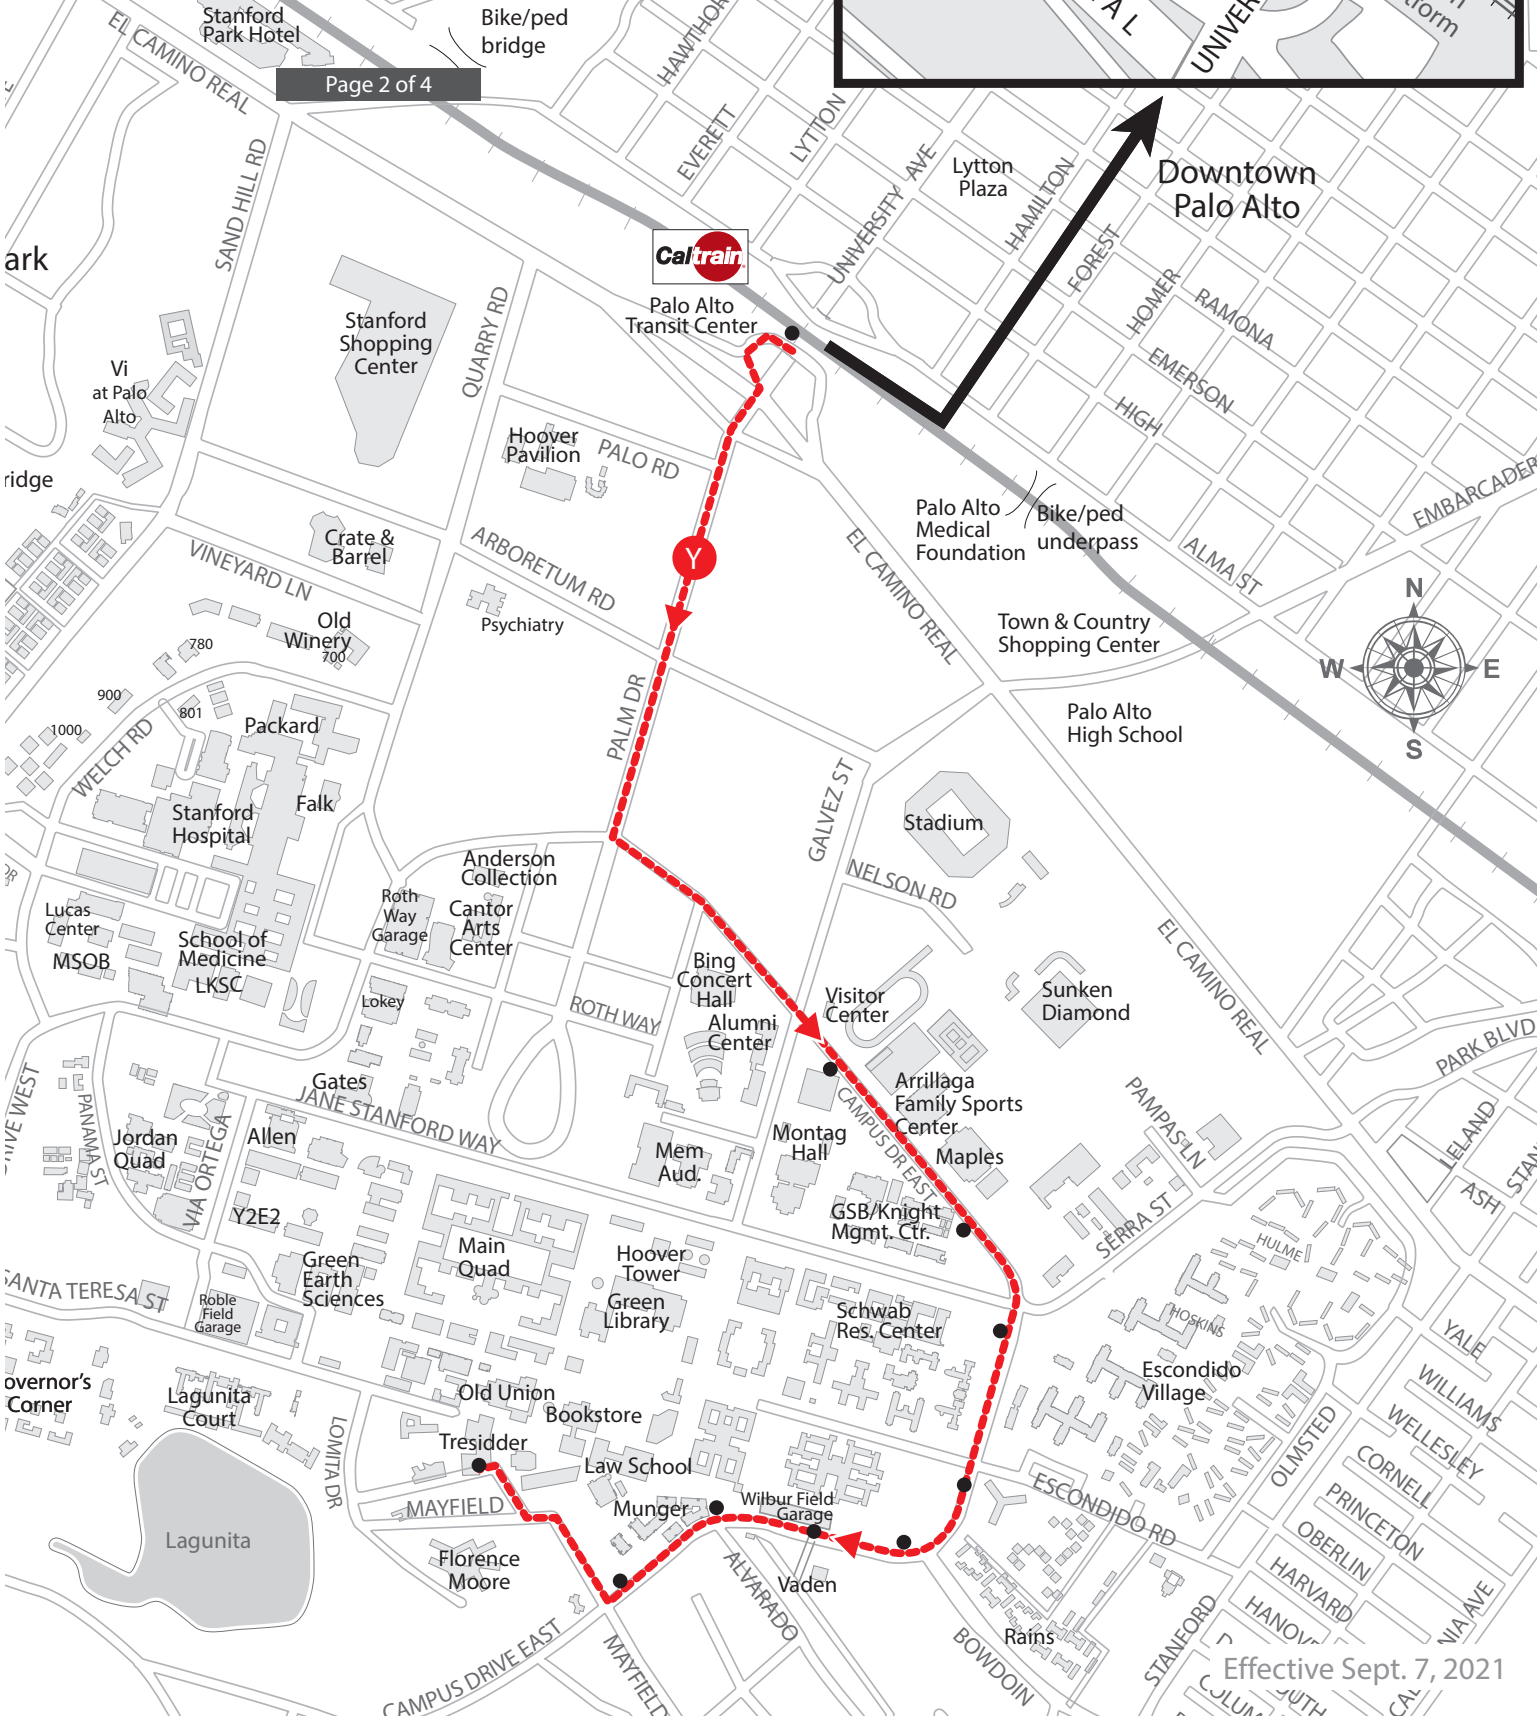 Stanford
Park Hotel
Bike/ped
bridge
Page 2 of 4
EL CAMINO REAL
SAND HILL RD
EVERETT
LYTTON
UNIVERSITY AVE
Lytton
Plaza
HAMILTON
Downtown
Palo Alto
FOREST
HOMER
RAMONA
EMERSON
HIGH
ark
Caltrain
Palo Alto
Transit Center
Stanford
Shopping
Center
QUARRY RD
Vi
at Palo
Alto
Hoover
Pavilion
PALO RD
ridge
Crate &
Barrel
VINEYARD LN
ARBORETUM RD
Y
Psychiatry
Palo Alto
Medical
Foundation
Bike/ped
underpass
ALMA ST
EL CAMINO REAL
Town & Country
Shopping Center
N
W
E
S
Old
Winery
700
780
900
801
1000
WELCH RD
Packard
PALM DR
Palo Alto
High School
Falk
Stanford
Hospital
GALVEZ ST
Stadium
NELSON RD
Anderson
Collection
Roth
Way
Garage
Cantor
Arts
Center
Lucas
Center
MSOB
School of
Medicine
LKSC
Lokey
ROTH WAY
Bing
Concert
Hall
Alumni
Center
Visitor
Center
Sunken
Diamond
EL CAMINO REAL
PARK BLVD
Arrillaga
Family Sports
Center
CAMPUS DR EAST
PAMPAS LN
LELAND
ASH
Gates
JANE STANFORD WAY
PANAMA ST
Jordan
Quad
VIA ORTEGA
Allen
Mem
Aud.
Montag
Hall
Maples
GSB/Knight
Mgmt. Ctr.
SERRA ST
HULME
Y2E2
Green
Earth
Sciences
Main
Quad
Hoover
Tower
Green
Library
Schwab
Res. Center
HOSKINS
Escondido
Village
YALE
WILLIAMS
WELLESLEY
CORNELL
PRINCETON
OBERLIN
HARVARD
OLMSTED
SANTA TERESA ST
Roble
Field
Garage
overnor's
Corner
Lagunita
Court
LOMITA DR
Old Union
Bookstore
Tresidder
Law School
MAYFIELD
Munger
Wilbur Field
Garage
ESCONDIDO RD
Lagunita
Florence
Moore
ALVARADO
Vaden
Rains
BOWDOIN
STANFORD
CAMPUS DRIVE EAST
MAYFIELD
Effective Sept. 7, 2021